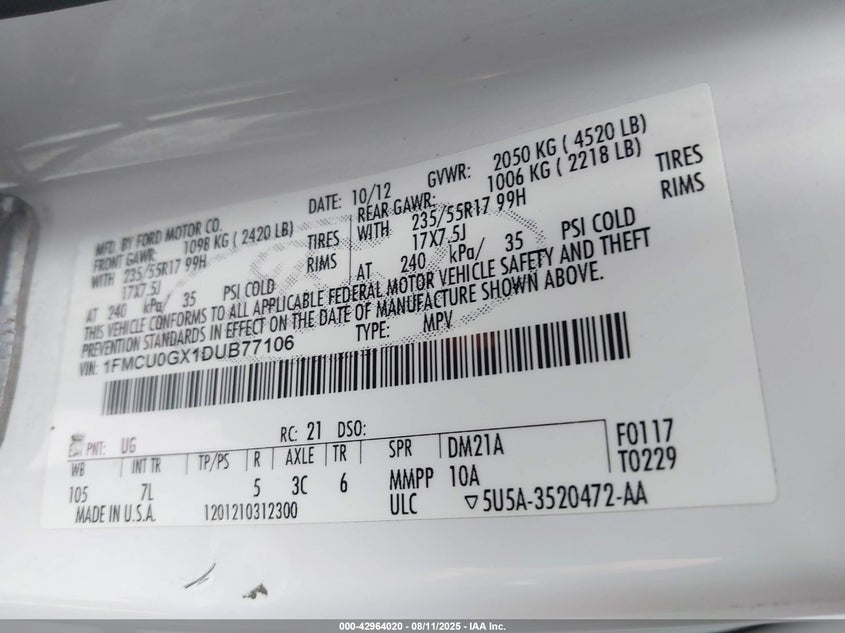 MFD. BY FORD MOTOR CO. DATE: 10/12 GVWR: 2050 KG ( 4520 LB)
FRONT GAWR: 1098 KG ( 2420 LB) REAR GAWR: 1006 KG ( 2218 LB)
WITH 235/55R17 99H TIRES WITH 235/55R17 99H TIRES
17X7.5J RIMS 17X7.5J RIMS
AT 240 kPa/ 35 PSI COLD AT 240 kPa/ 35 PSI COLD
THIS VEHICLE CONFORMS TO ALL APPLICABLE FEDERAL MOTOR VEHICLE SAFETY AND THEFT
PREVENTION STANDARDS IN EFFECT ON THE DATE OF MANUFACTURE SHOWN ABOVE.
VIN: 1FMCU0GX1DUB77106 TYPE: MPV
EXT PNT: UG RC: 21 DSO:
WB INT TR TP/PS R AXLE TR SPR DM21A F0117
105 7L 5 3C 6 MMPP 10A T0229
MADE IN U.S.A. 1201210312300 ULC ▽5U5A-3520472-AA
000-42964020 - 08/11/2025 - IAA Inc.